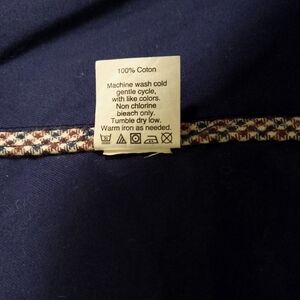 100% Coton
Machine wash cold
gentle cycle,
with like colors.
Non chlorine
bleach only.
Tumble dry low.
Warm iron as needed.